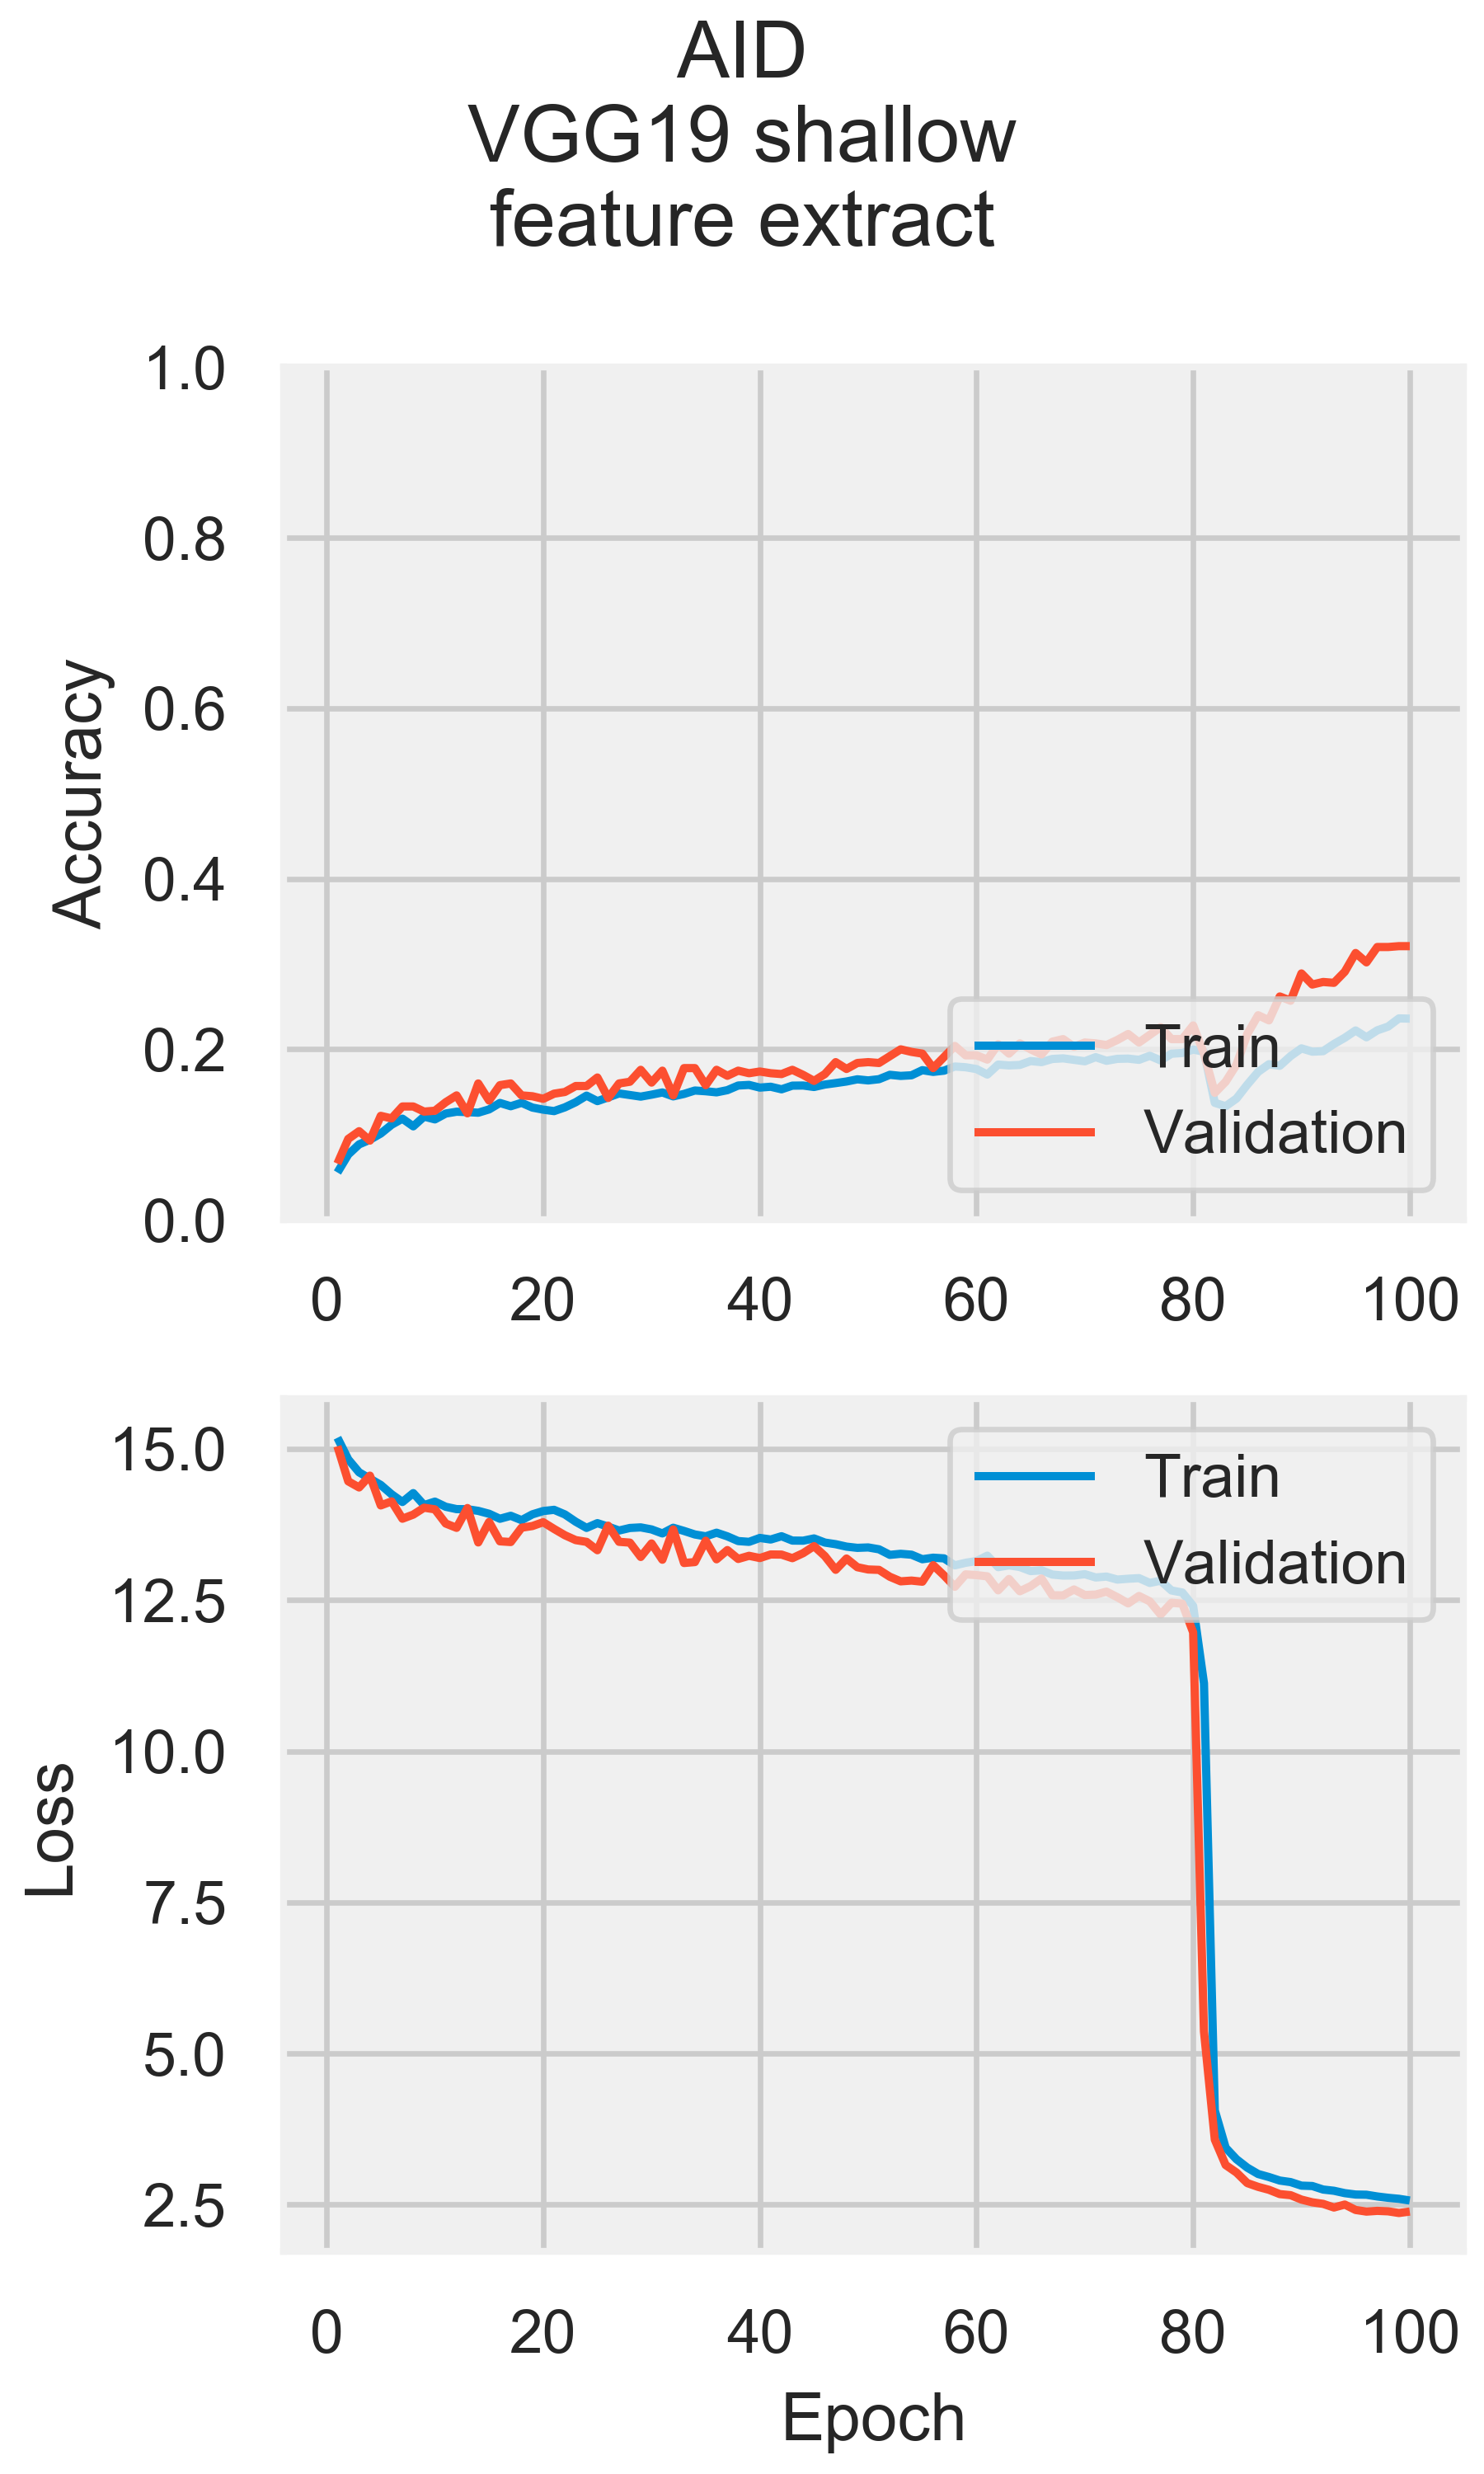 AID
VGG19 shallow
feature extract
1.0
0.8
0.6
0.4
0.2
0.0
Accuracy
Train
Validation
0 20 40 60 80 100
15.0
12.5
10.0
7.5
5.0
2.5
Loss
Train
Validation
0 20 40 60 80 100
Epoch